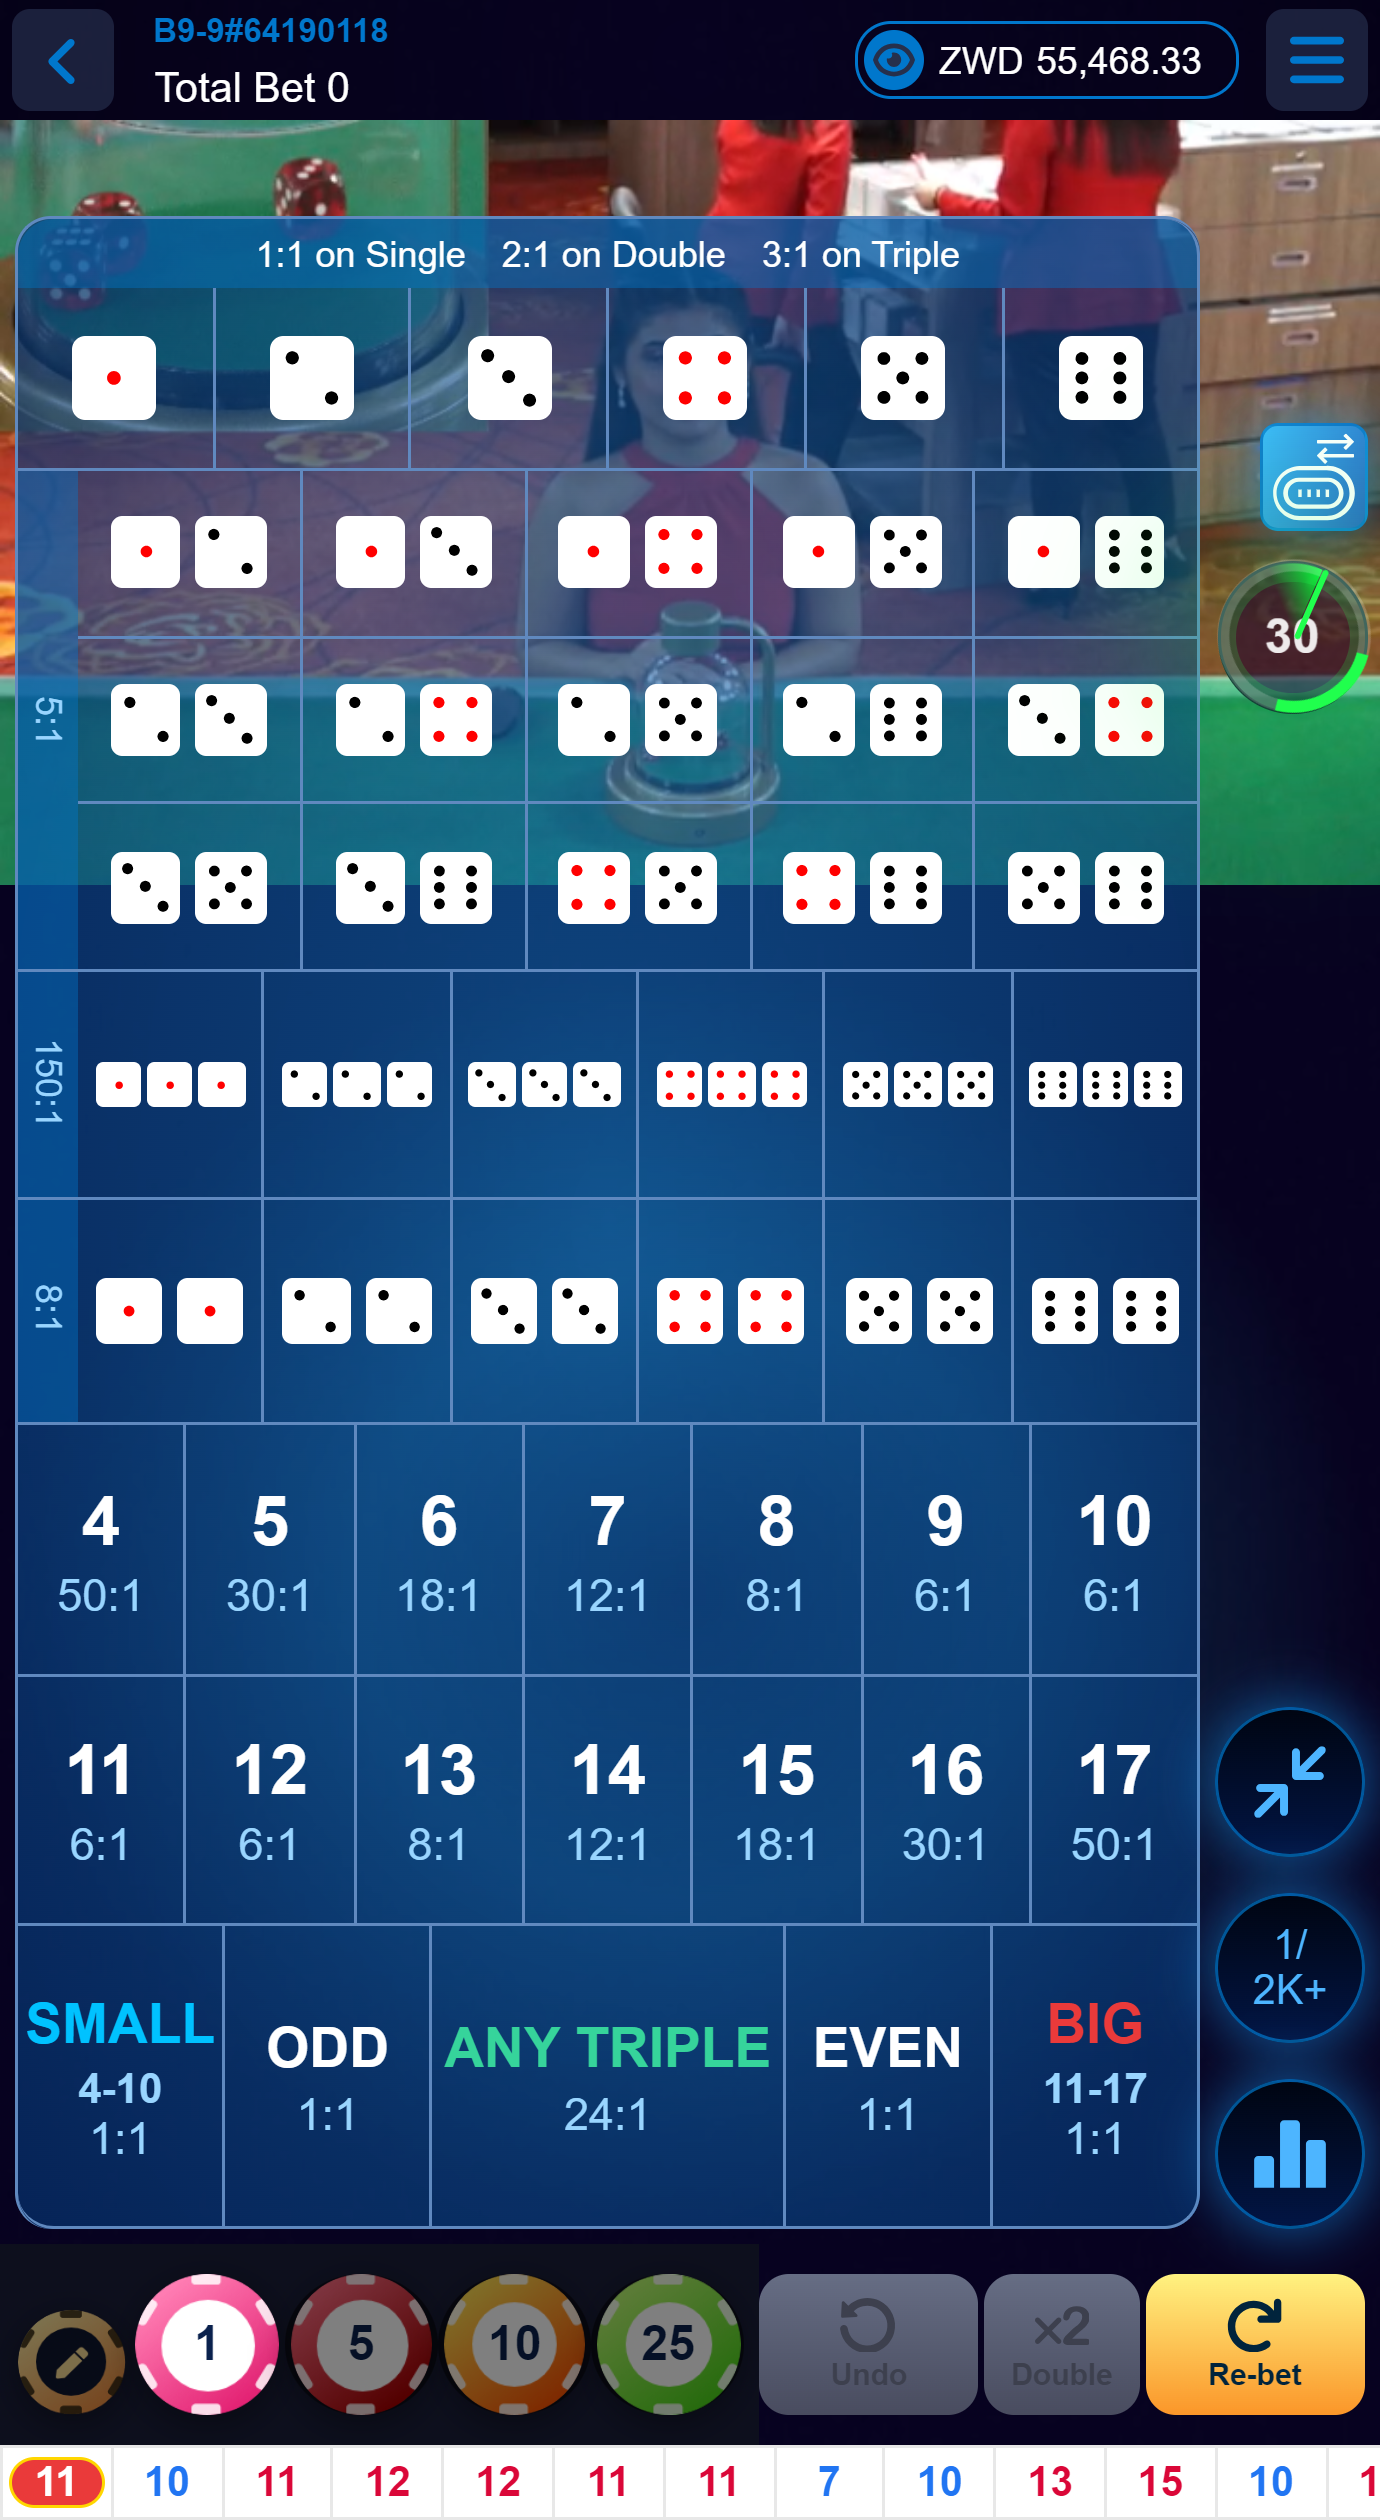 B9-9#64190118
Total Bet 0
ZWD 55,468.33
1:1 on Single 2:1 on Double 3:1 on Triple
30
5:1
150:1
8:1
4 5 6 7 8 9 10
50:1 30:1 18:1 12:1 8:1 6:1 6:1
11 12 13 14 15 16 17
6:1 6:1 8:1 12:1 18:1 30:1 50:1
1/
2K+
SMALL
4-10
1:1
ODD
1:1
ANY TRIPLE
24:1
EVEN
1:1
BIG
11-17
1:1
1 5 10 25
Undo
x2
Double
Re-bet
11 10 11 12 12 11 11 7 10 13 15 10